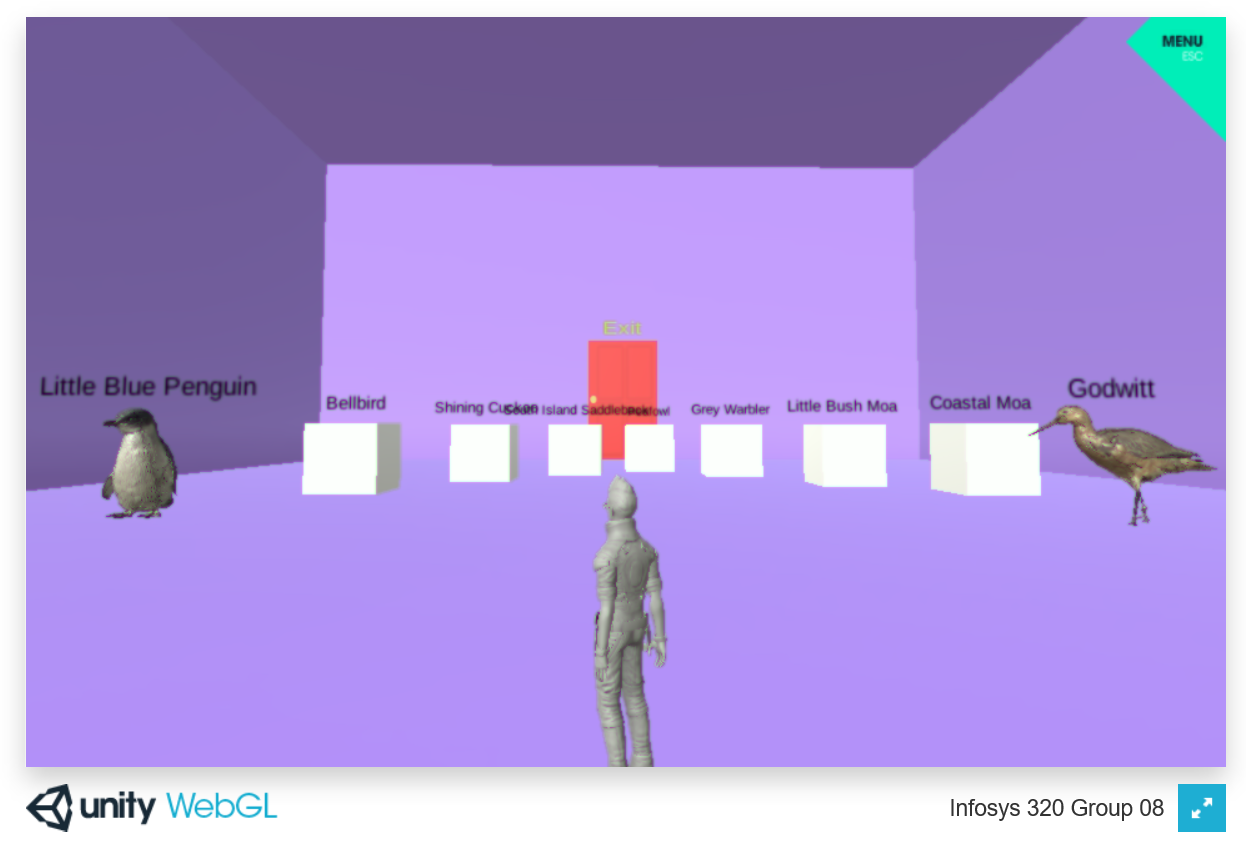 MENU
ESC
Exit
Little Blue Penguin
Godwitt
Bellbird
Shining Cuckoo
South Island Saddleback
Grey Warbler
Little Bush Moa
Coastal Moa
unity WebGL
Infosys 320 Group 08